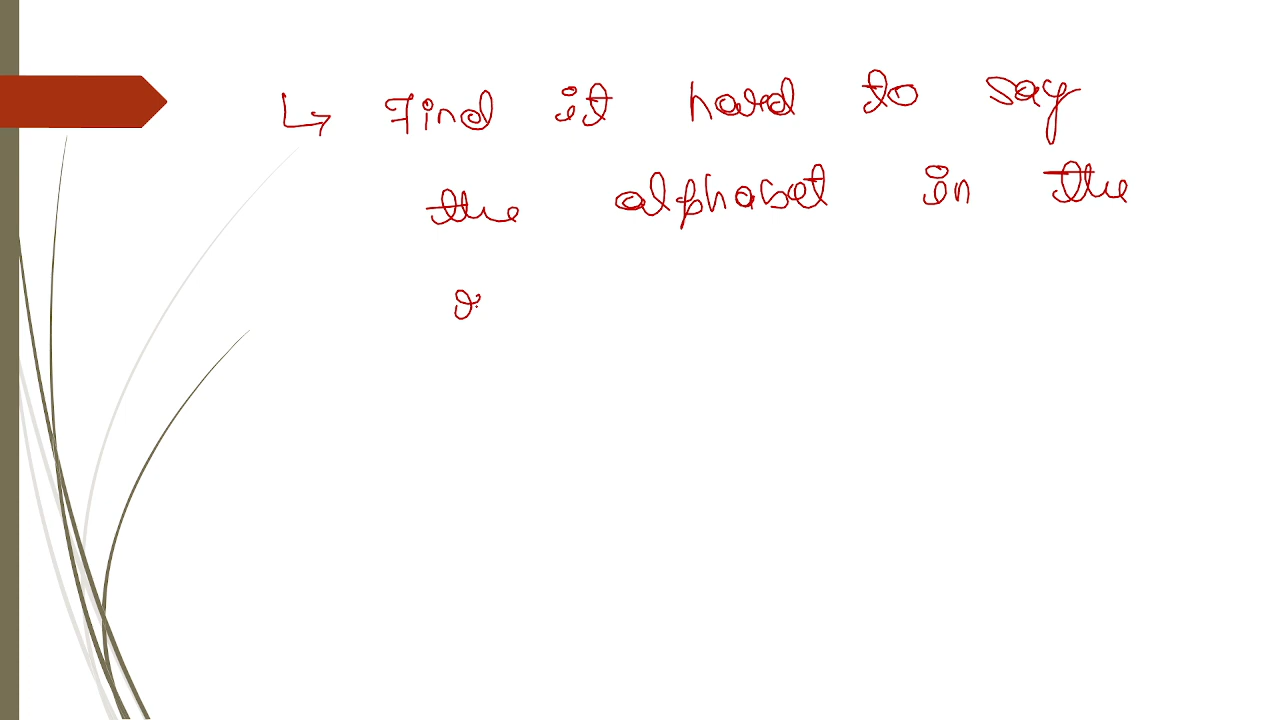 ↳ Find it hard to say
the alphabet in the